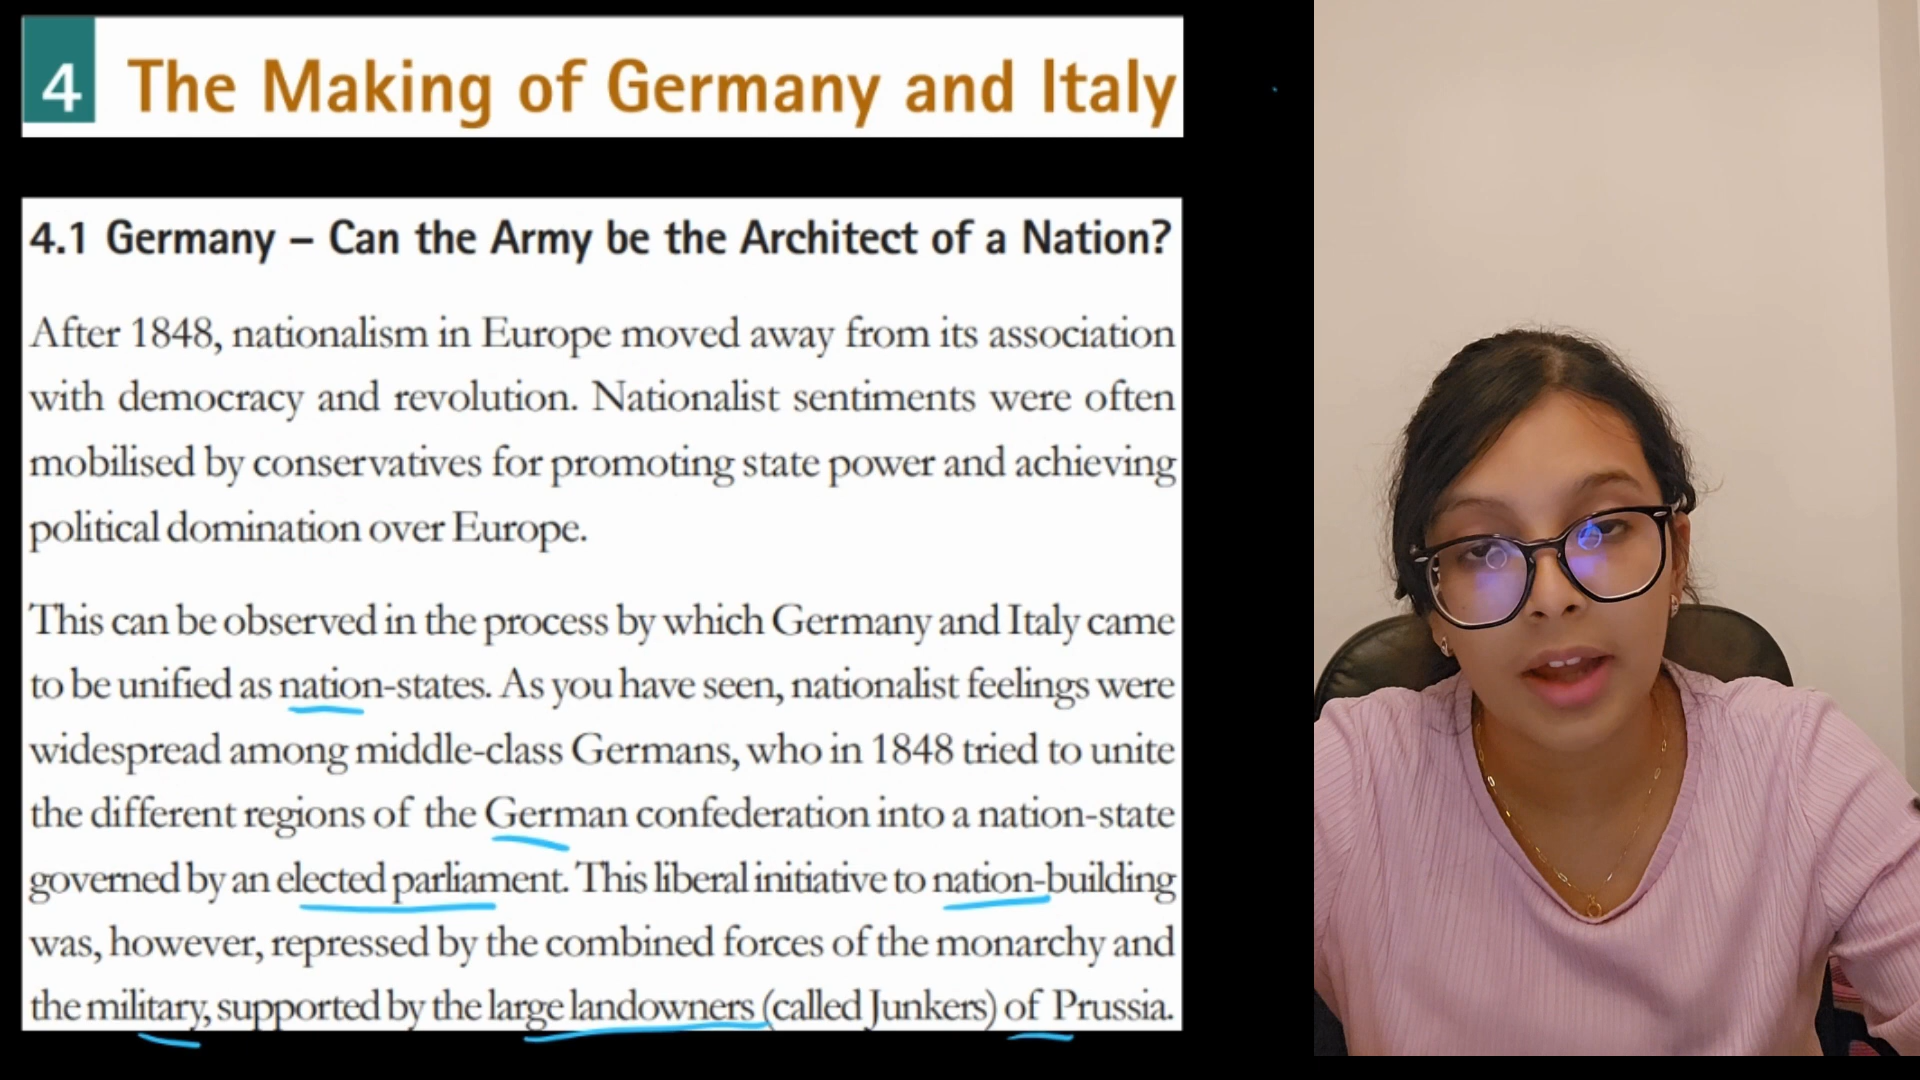 4 The Making of Germany and Italy
4.1 Germany – Can the Army be the Architect of a Nation?
After 1848, nationalism in Europe moved away from its association
with democracy and revolution. Nationalist sentiments were often
mobilised by conservatives for promoting state power and achieving
political domination over Europe.
This can be observed in the process by which Germany and Italy came
to be unified as nation-states. As you have seen, nationalist feelings were
widespread among middle-class Germans, who in 1848 tried to unite
the different regions of the German confederation into a nation-state
governed by an elected parliament. This liberal initiative to nation-building
was, however, repressed by the combined forces of the monarchy and
the military, supported by the large landowners (called Junkers) of Prussia.